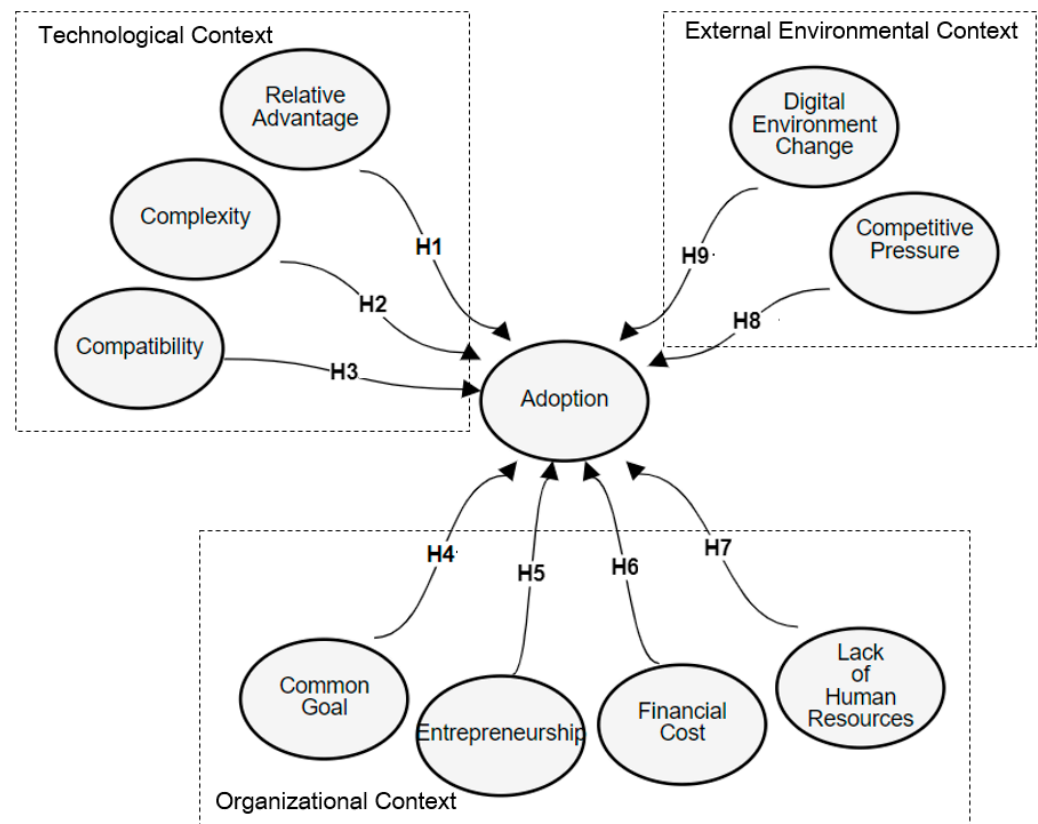 Technological Context
Relative
Advantage
Complexity
Compatibility
H1
H2
H3
External Environmental Context
Digital
Environment
Change
Competitive
Pressure
H9
H8
Adoption
H4
H5
H6
H7
Common
Goal
Entrepreneurship
Financial
Cost
Lack
of
Human
Resources
Organizational Context